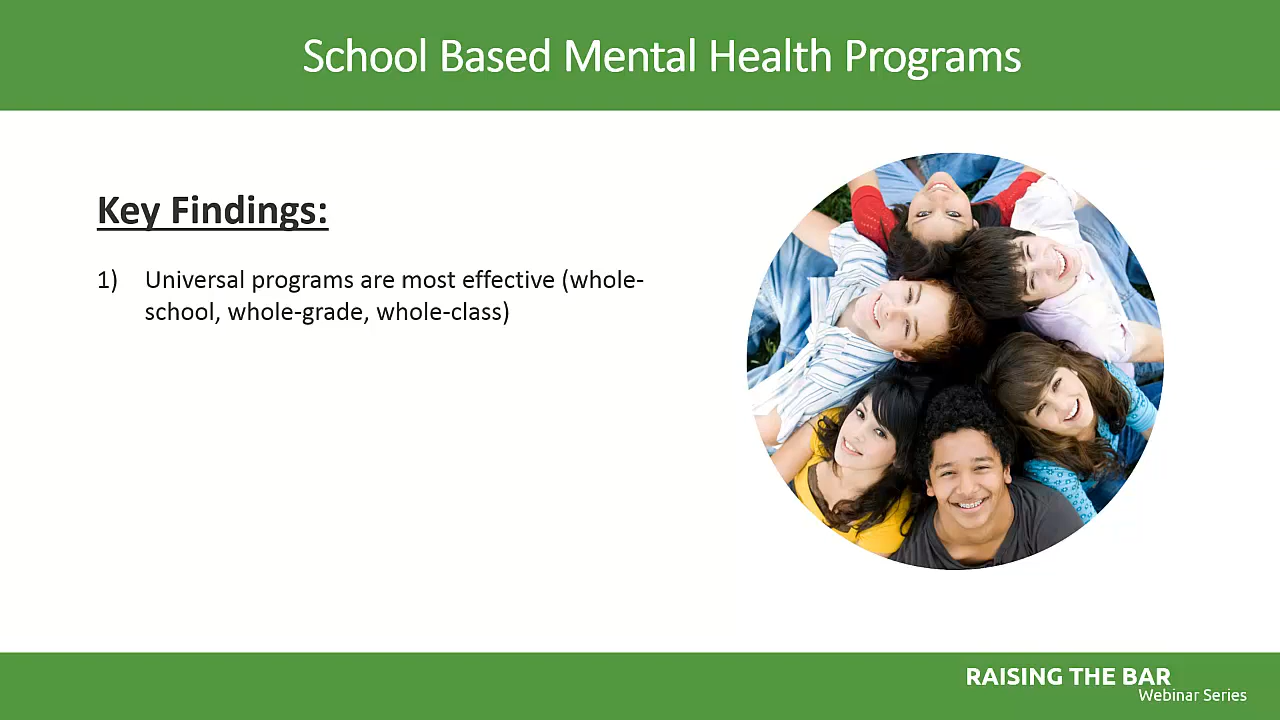 School Based Mental Health Programs
Key Findings:
1) Universal programs are most effective (whole-
school, whole-grade, whole-class)
RAISING THE BAR
Webinar Series